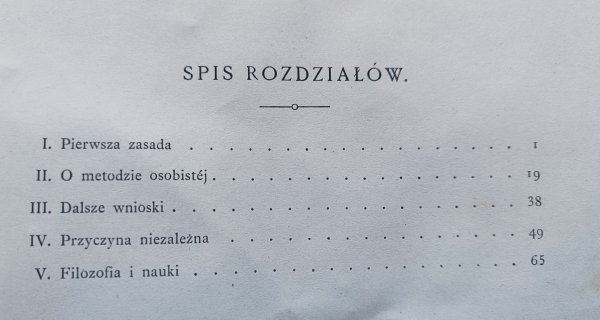 SPIS ROZDZIAŁÓW.
I. Pierwsza zasada . . . . . . . . . . . . . . . . 1
II. O metodzie osobistéj . . . . . . . . . . . . . . 19
III. Dalsze wnioski . . . . . . . . . . . . . . . . 38
IV. Przyczyna niezależna . . . . . . . . . . . . . . 49
V. Filozofia i nauki . . . . . . . . . . . . . . . . 65